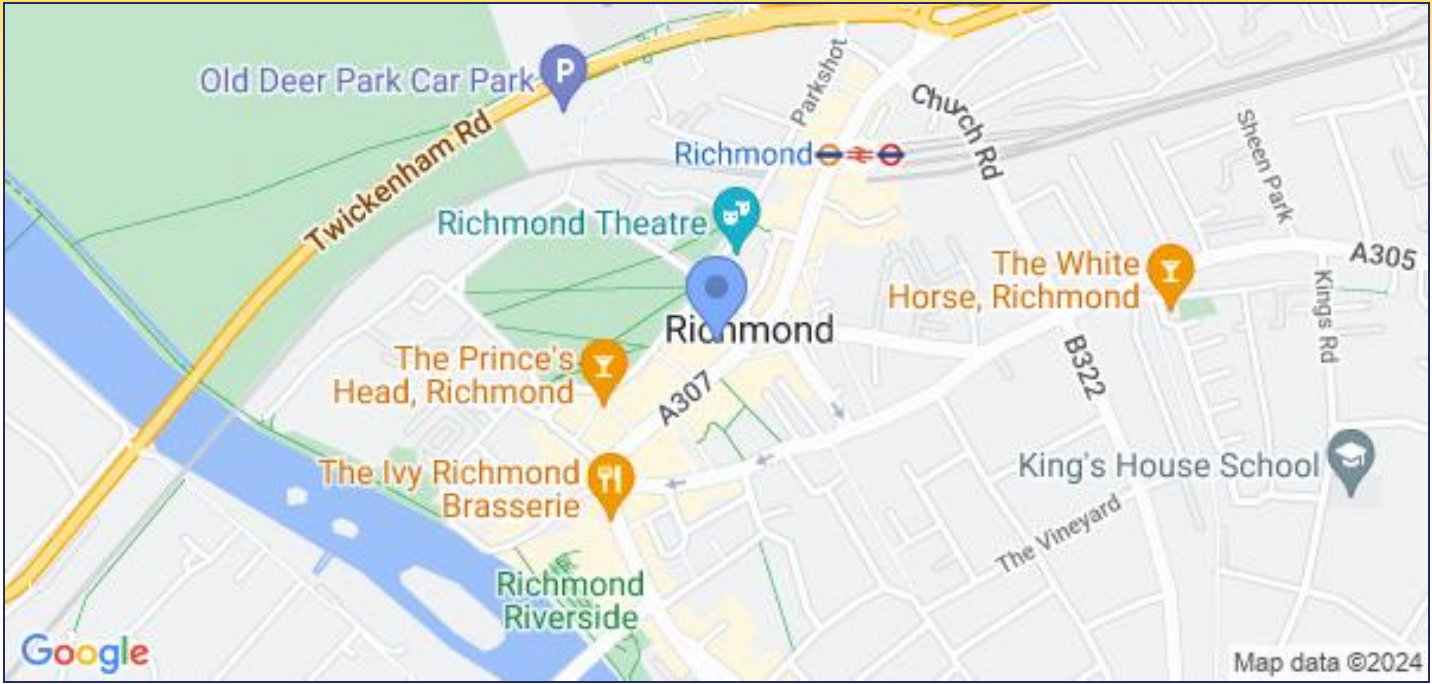 Old Deer Park Car Park
P
Parkshot
Church Rd
Twickenham Rd
Richmond
Sheen Park
Richmond Theatre
The White
Horse, Richmond
A305
Kings Rd
Richmond
The Prince's
Head, Richmond
A307
B322
The Ivy Richmond
Brasserie
King's House School
The Vineyard
Richmond
Riverside
Google
Map data ©2024